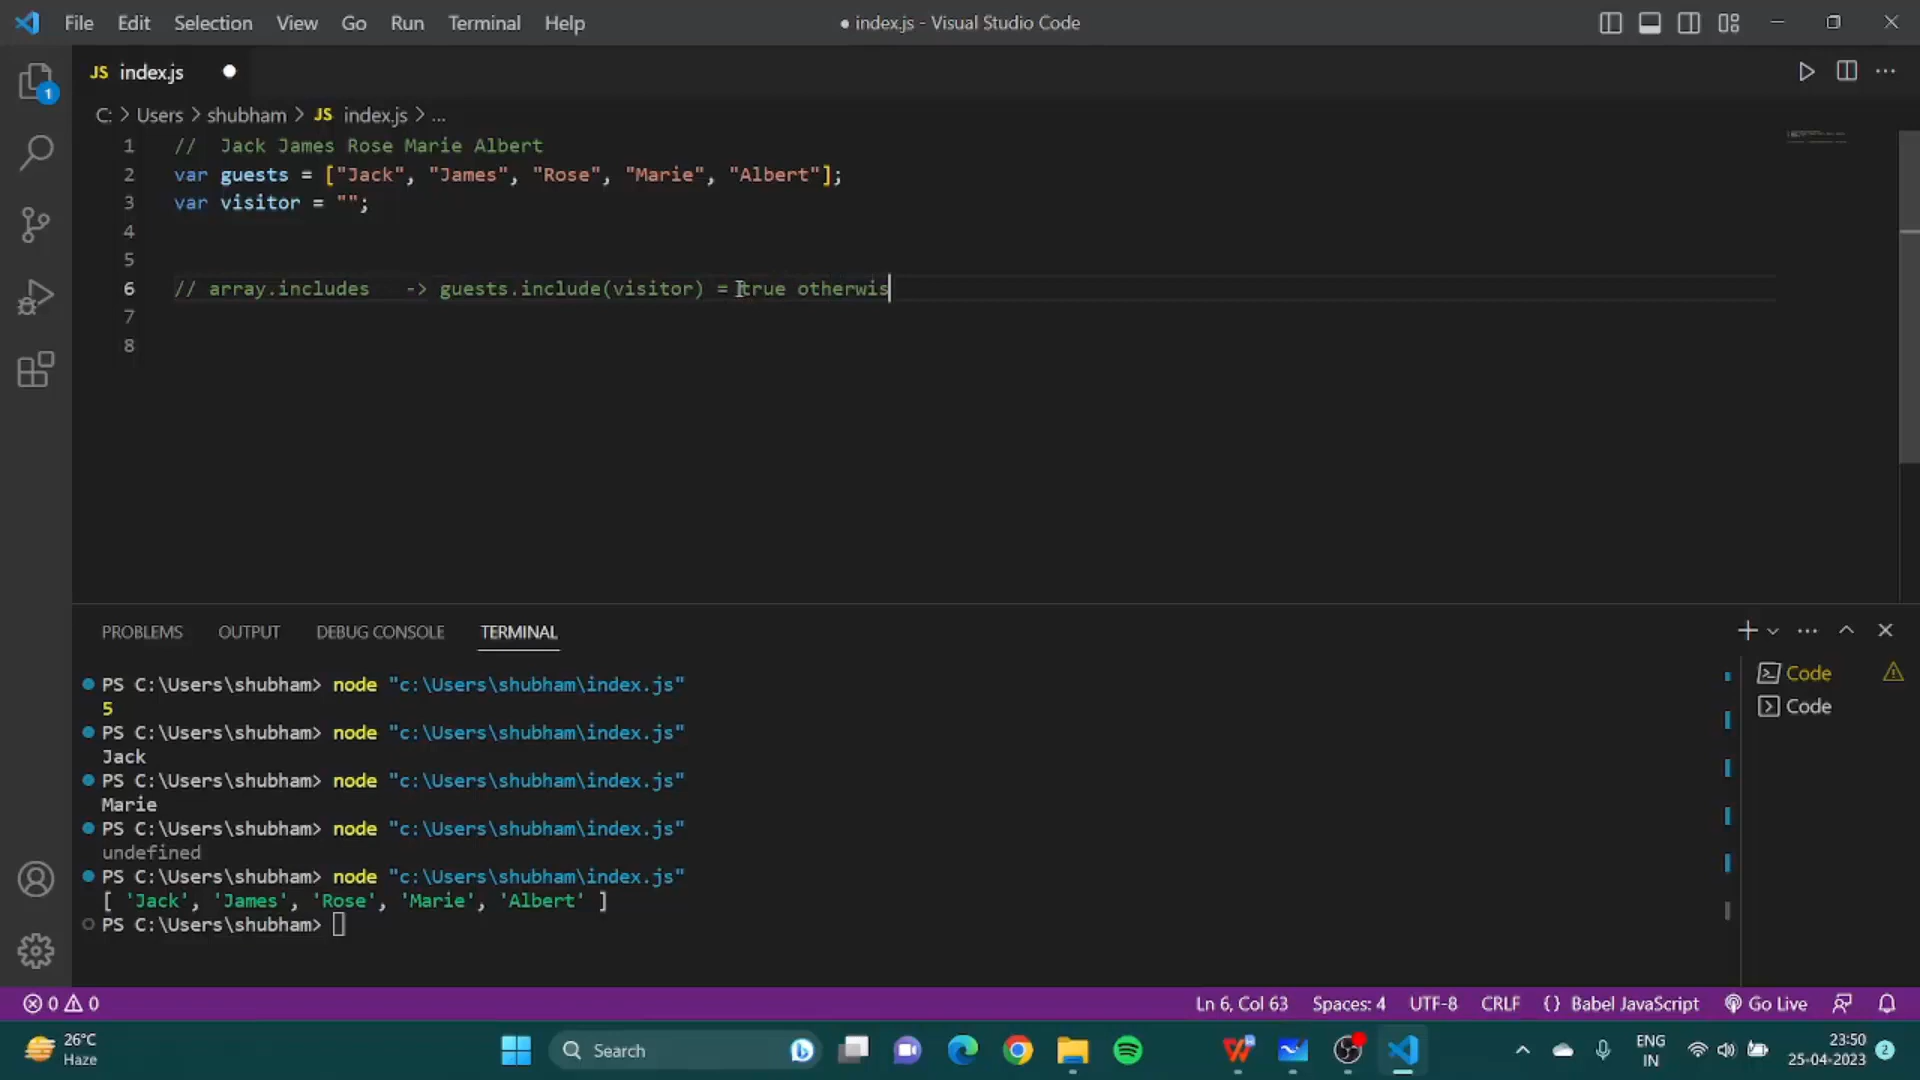 File Edit Selection View Go Run Terminal Help ● index.js - Visual Studio Code
JS index.js ●
C: > Users > shubham > JS index.js > ...
1 //  Jack James Rose Marie Albert
2 var guests = ["Jack", "James", "Rose", "Marie", "Albert"];
3 var visitor = "";
4
5
6 // array.includes   -> guests.include(visitor) = true otherwis
7
8
1
PROBLEMS OUTPUT DEBUG CONSOLE TERMINAL
PS C:\Users\shubham> node "c:\Users\shubham\index.js"
5
PS C:\Users\shubham> node "c:\Users\shubham\index.js"
Jack
PS C:\Users\shubham> node "c:\Users\shubham\index.js"
Marie
PS C:\Users\shubham> node "c:\Users\shubham\index.js"
undefined
PS C:\Users\shubham> node "c:\Users\shubham\index.js"
[ 'Jack', 'James', 'Rose', 'Marie', 'Albert' ]
PS C:\Users\shubham>
Code
Code
0 0 Ln 6, Col 63 Spaces: 4 UTF-8 CRLF {} Babel JavaScript Go Live
26°C
Haze
Search
ENG
IN
23:50
25-04-2023
2